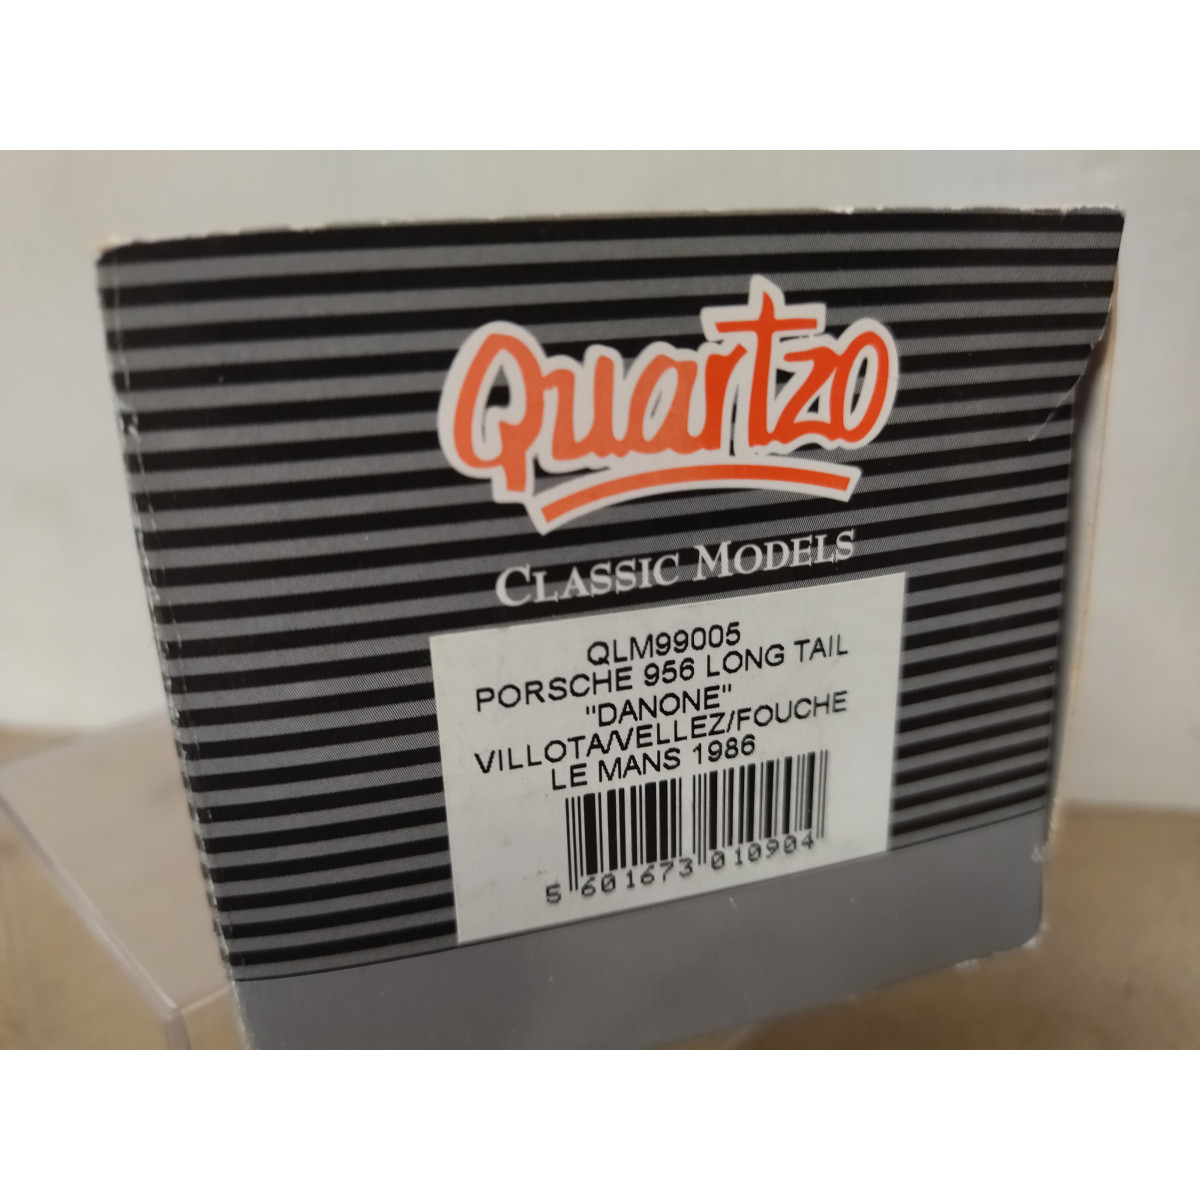 Quartzo
CLASSIC MODELS
QLM99005
PORSCHE 956 LONG TAIL
"DANONE"
VILLOTA/VELLEZ/FOUCHE
LE MANS 1986
5 601673 010904